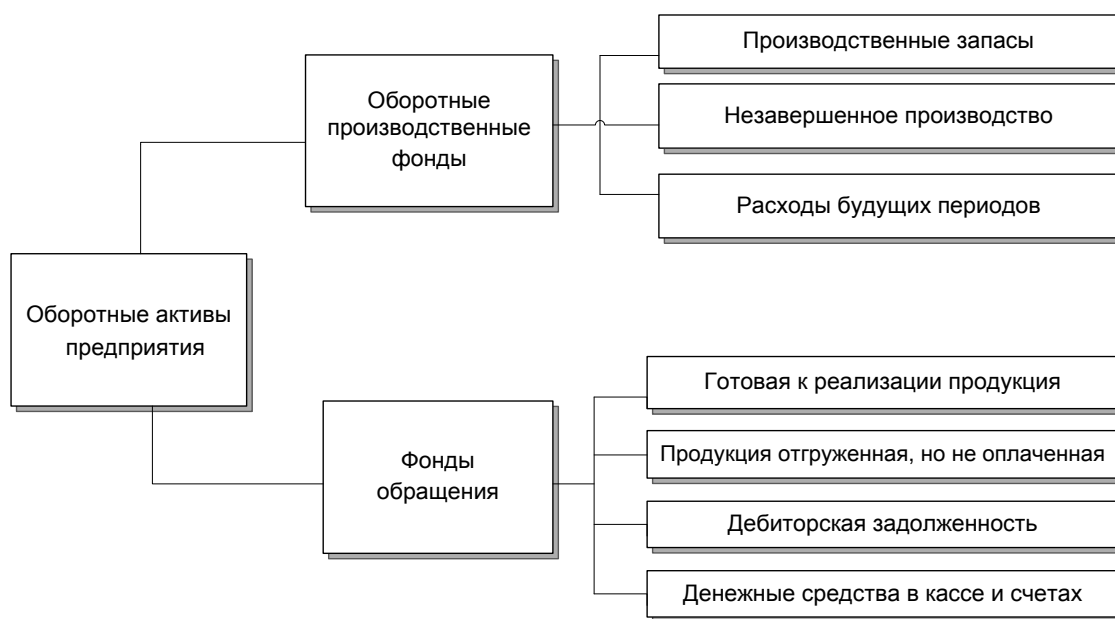 Производственные запасы
Оборотные
производственные
фонды
Незавершенное производство
Расходы будущих периодов
Оборотные активы
предприятия
Готовая к реализации продукция
Фонды
обращения
Продукция отгруженная, но не оплаченная
Дебиторская задолженность
Денежные средства в кассе и счетах